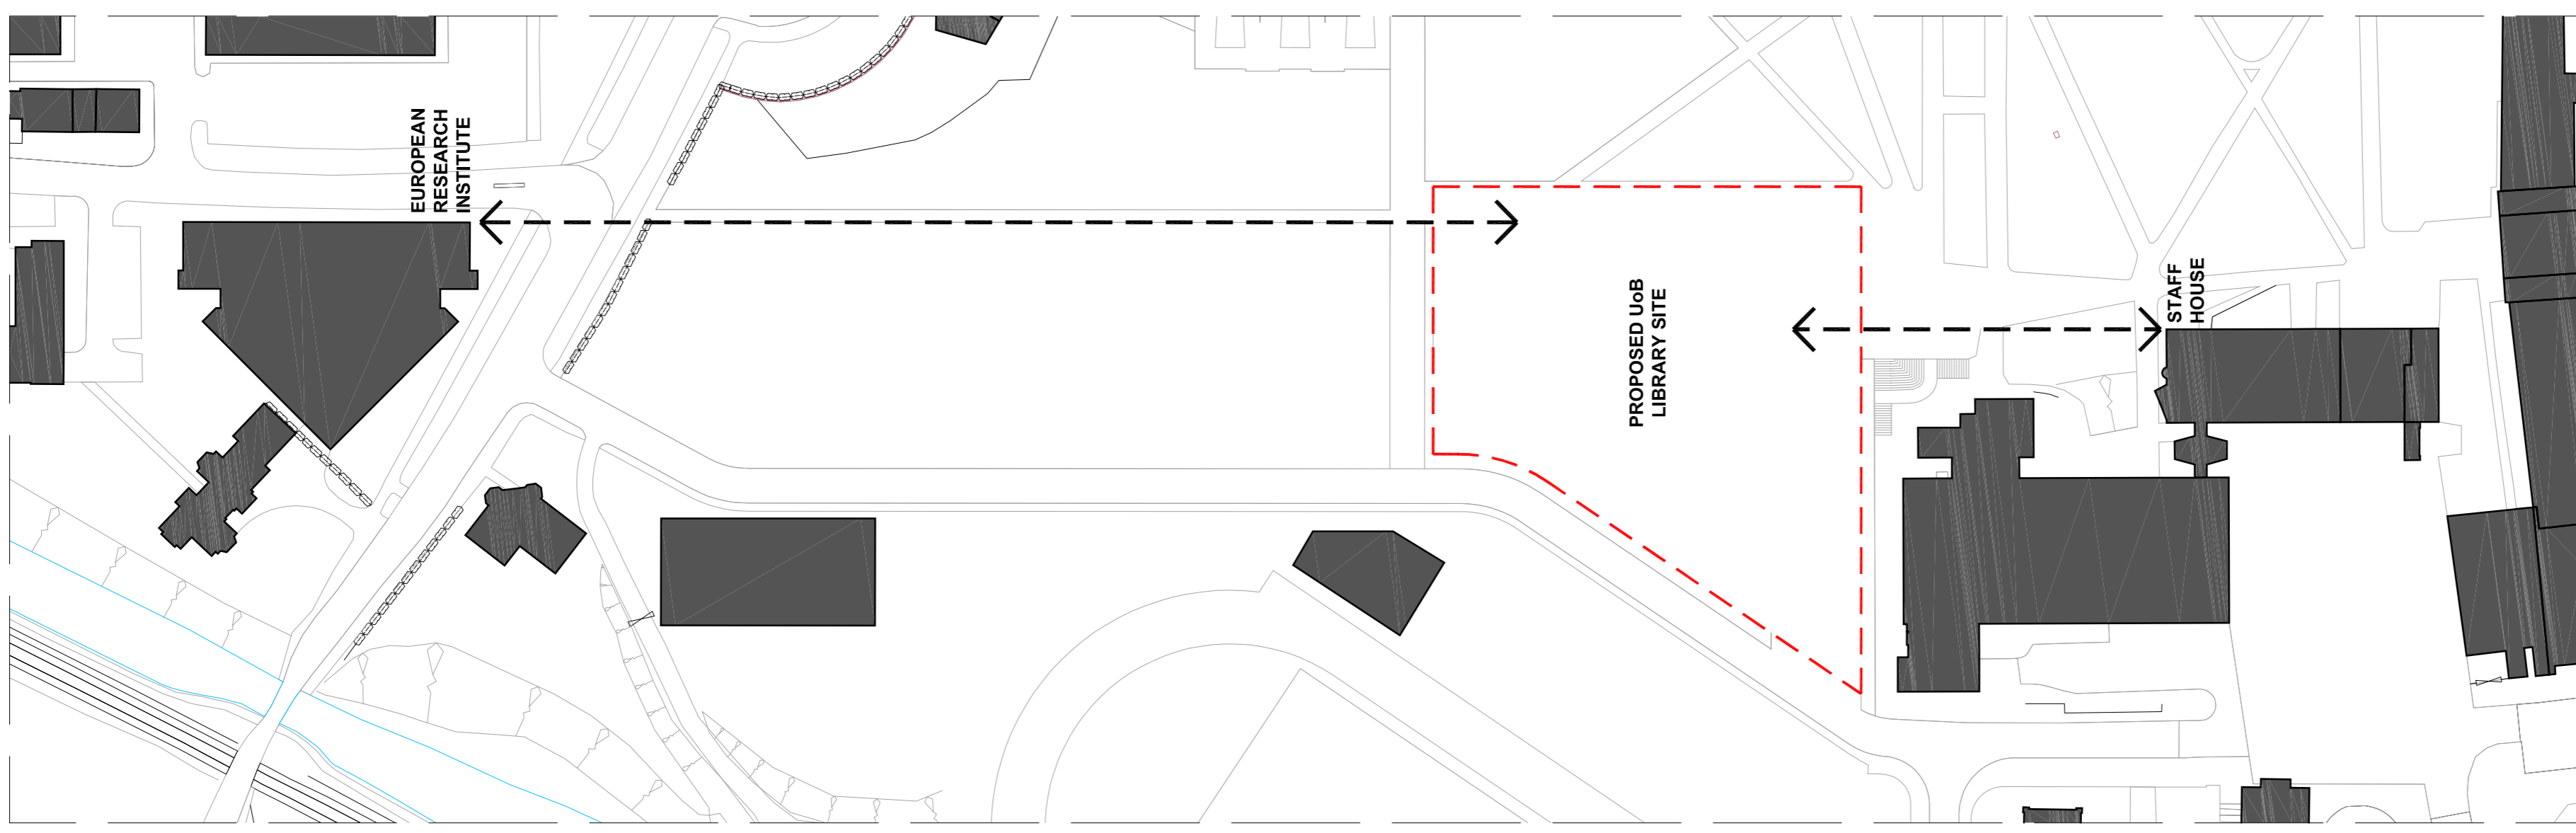 EUROPEAN
RESEARCH
INSTITUTE
PROPOSED UoB
LIBRARY SITE
STAFF
HOUSE